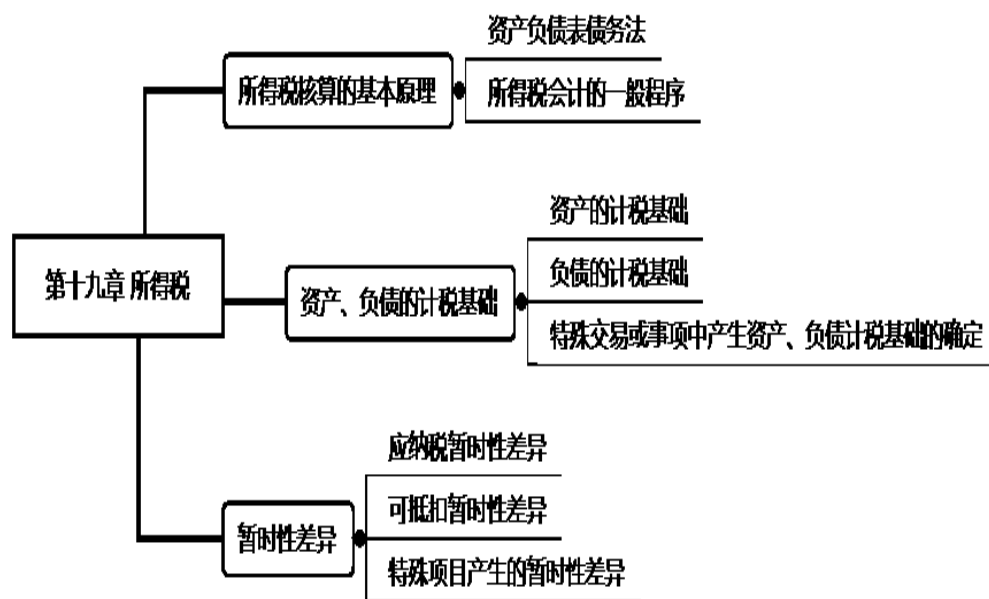 资产负债表债务法
所得税核算的基本原理
所得税会计的一般程序
资产的计税基础
第十九章 所得税
负债的计税基础
资产、负债的计税基础
特殊交易或事项中产生资产、负债计税基础的确定
应纳税暂时性差异
可抵扣暂时性差异
暂时性差异
特殊项目产生的暂时性差异